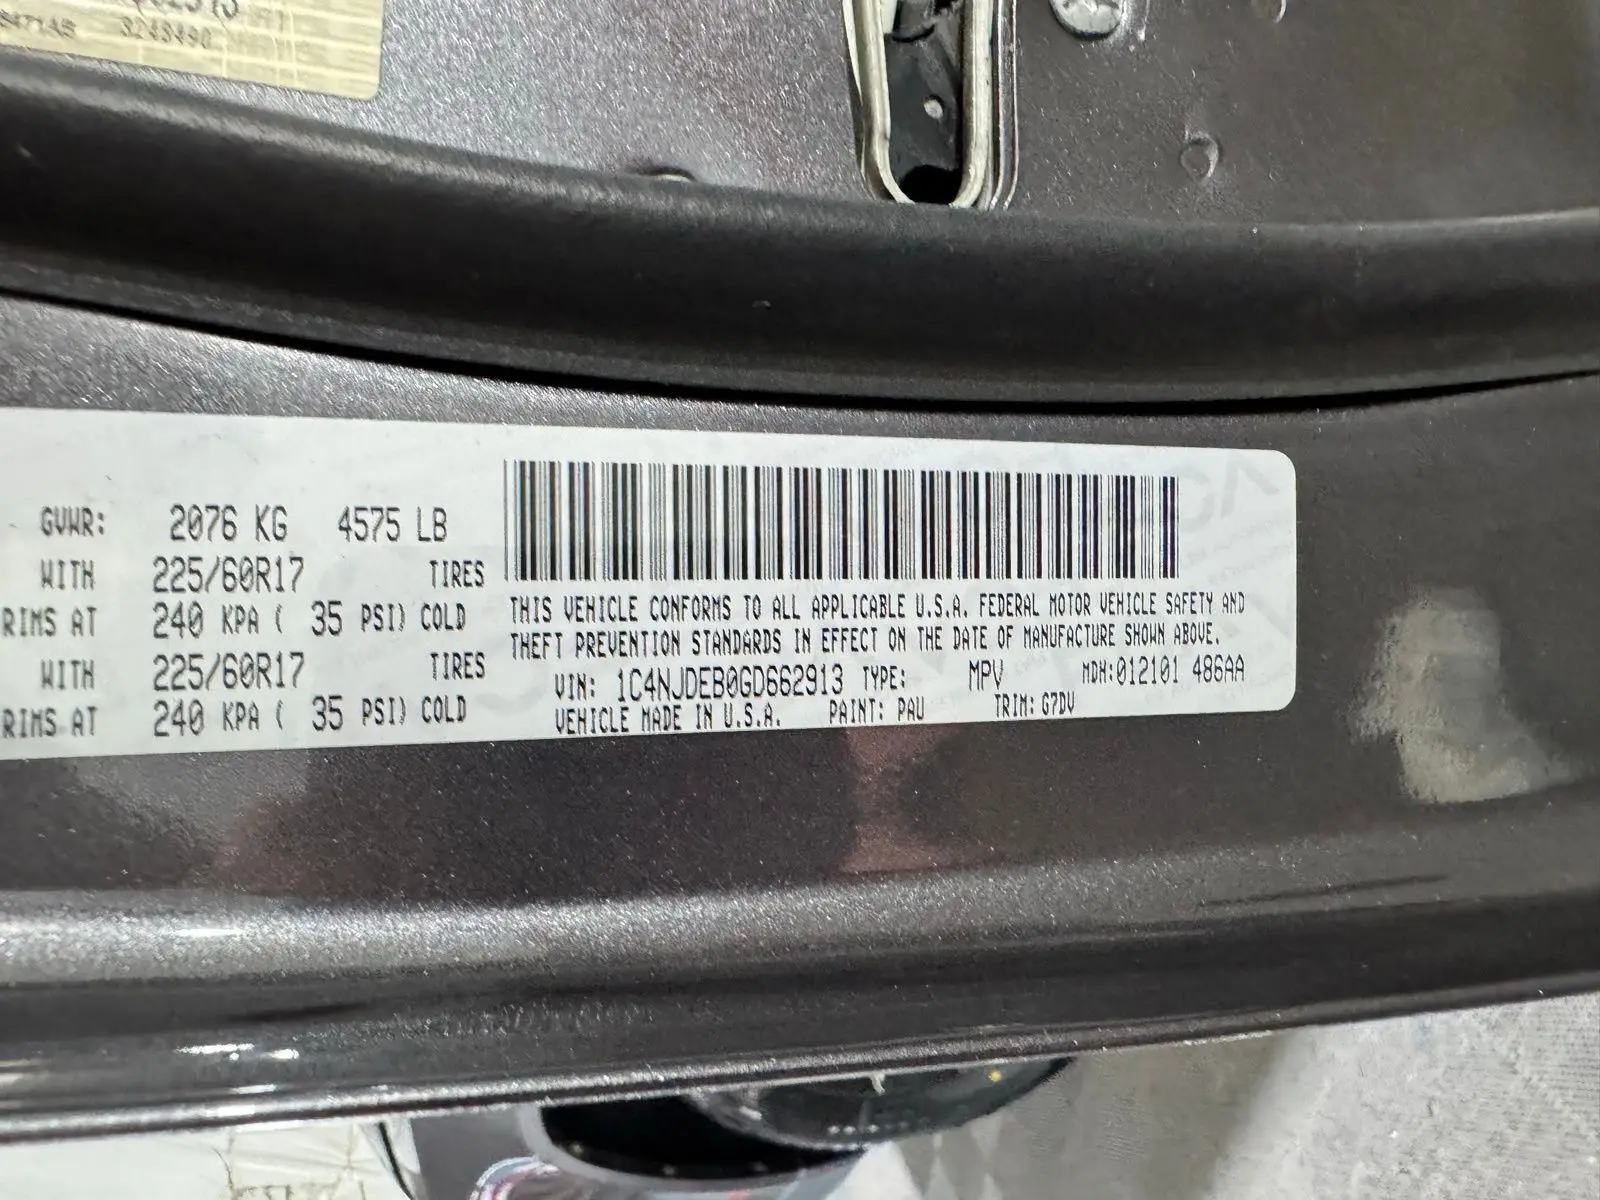 3248490
GVWR: 2076 KG 4575 LB
WITH 225/60R17 TIRES
RIMS AT 240 KPA ( 35 PSI) COLD
WITH 225/60R17 TIRES
RIMS AT 240 KPA ( 35 PSI) COLD
THIS VEHICLE CONFORMS TO ALL APPLICABLE U.S.A. FEDERAL MOTOR VEHICLE SAFETY AND
THEFT PREVENTION STANDARDS IN EFFECT ON THE DATE OF MANUFACTURE SHOWN ABOVE.
VIN: 1C4NJDEB0GD662913 TYPE: MPV MDH:012101 486AA
VEHICLE MADE IN U.S.A. PAINT: PAU TRIM: G7DV